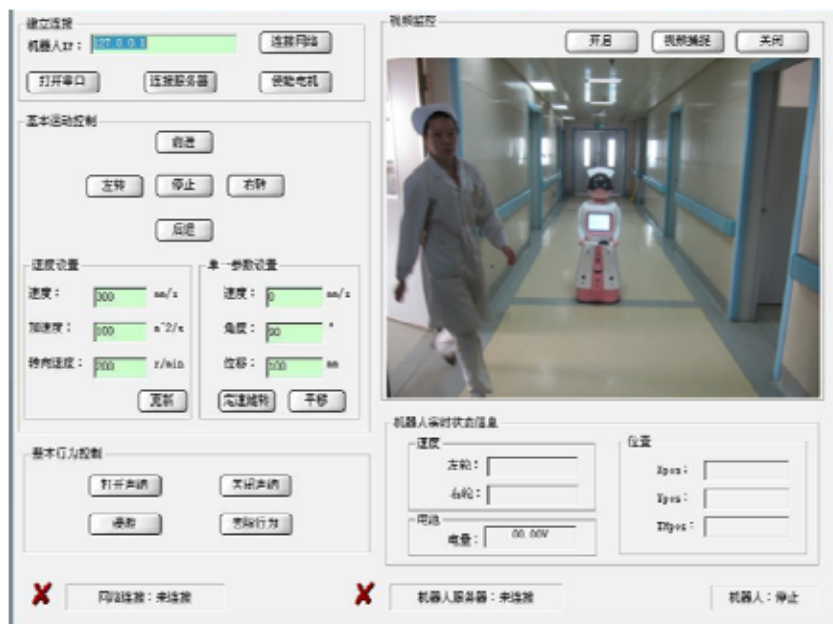 建立连接
机器人IP： 127.0.0.1 连接网络
打开串口 连接服务器 使能电机
基本运动控制
前进
左转 停止 右转
后退
速度设置
速度： 300 mm/s
加速度： 100 m^2/s
转向速度： 200 r/min
更新
单一参数设置
速度： 0 mm/s
角度： 90 °
位移： 100 mm
定速旋转 平移
基本行为控制
打开声纳 关闭声纳
漫游 去除行为
视频监控
开启 视频捕捉 关闭
机器人实时状态信息
速度
左轮：
右轮：
电池
电量： 00.00V
位置
Xpos：
Ypos：
网络连接：未连接
机器人服务器：未连接
机器人：停止